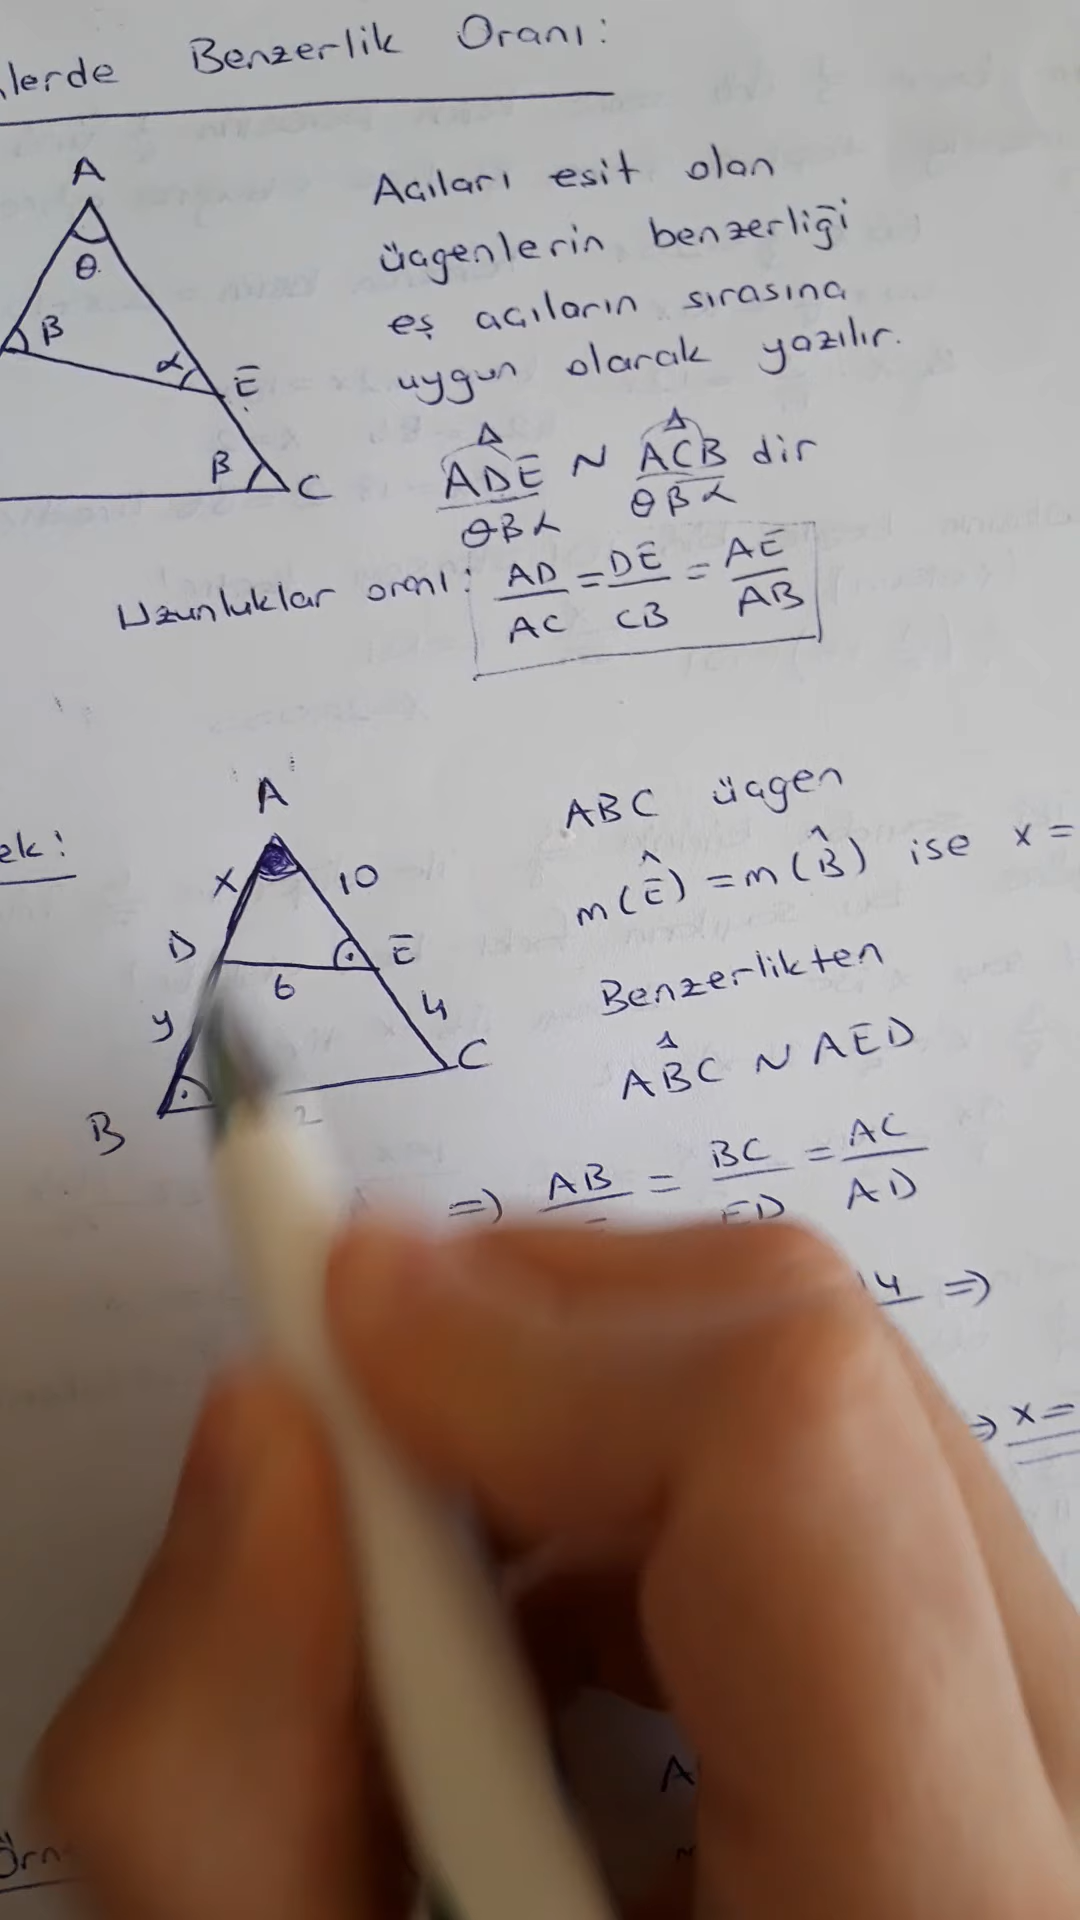 Benzerlik Oranı:
A
θ
β
α
E
β
C
Açıları eşit olan
üçgenlerin benzerliği
eş açıların sırasına
uygun olarak yazılır.
ADE ~ ACB dir
θβα θβα
Uzunluklar oranı: AD/AC = DE/CB = AE/AB
ek:
A
x 10
D E
6
y 4
C
B
ABC üçgen
m(Ê) = m(B̂) ise x =
Benzerlikten
ABC ~ AED
=> AB = BC/ED = AC/AD
14 =>
x =